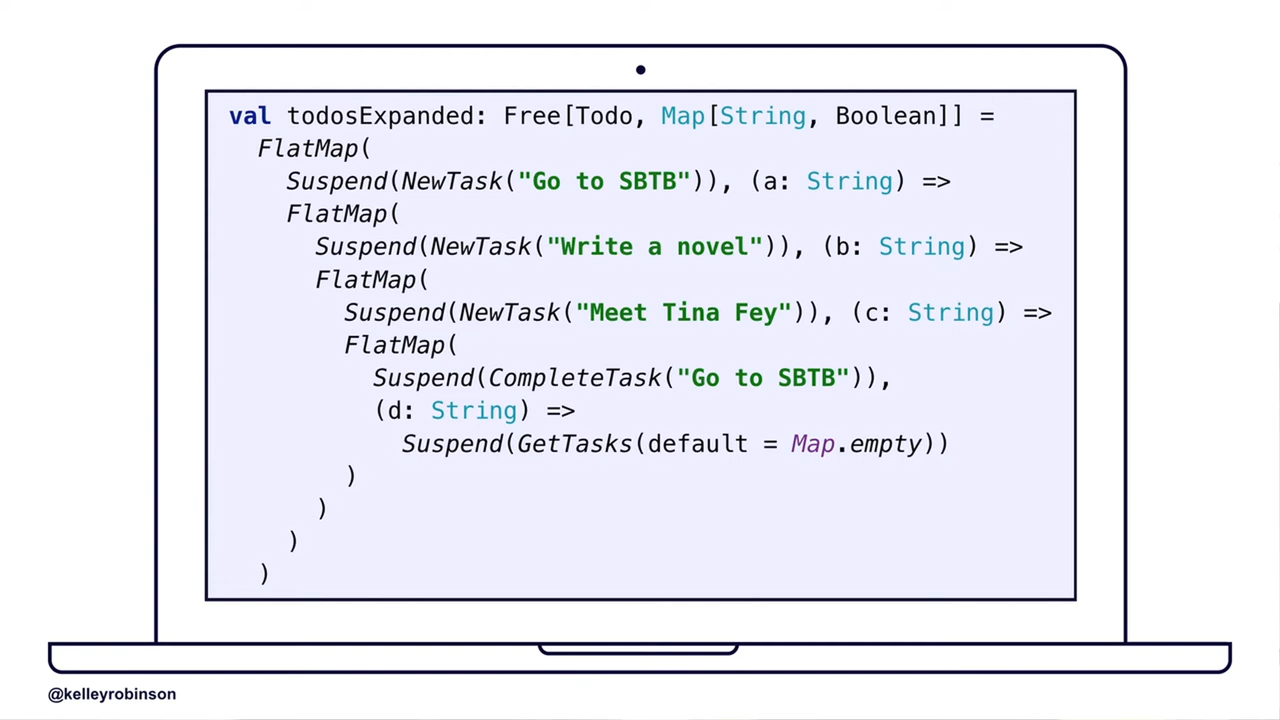 val todosExpanded: Free[Todo, Map[String, Boolean]] =
FlatMap(
Suspend(NewTask("Go to SBTB")), (a: String) =>
FlatMap(
Suspend(NewTask("Write a novel")), (b: String) =>
FlatMap(
Suspend(NewTask("Meet Tina Fey")), (c: String) =>
FlatMap(
Suspend(CompleteTask("Go to SBTB")),
(d: String) =>
Suspend(GetTasks(default = Map.empty))
)
)
)
)
@kelleyrobinson